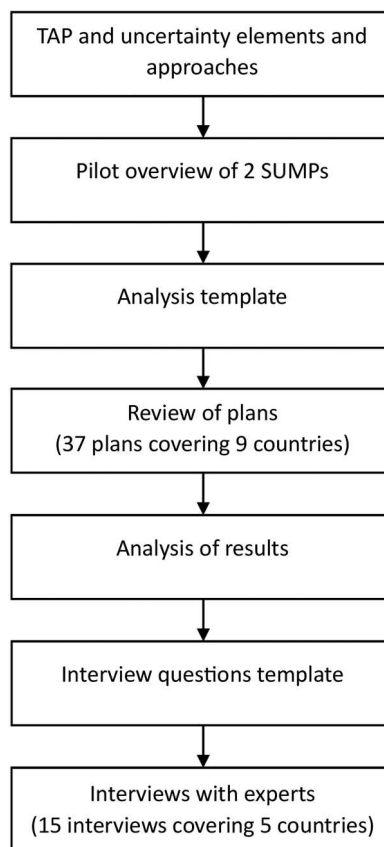 TAP and uncertainty elements and
approaches
Pilot overview of 2 SUMPs
Analysis template
Review of plans
(37 plans covering 9 countries)
Analysis of results
Interview questions template
Interviews with experts
(15 interviews covering 5 countries)